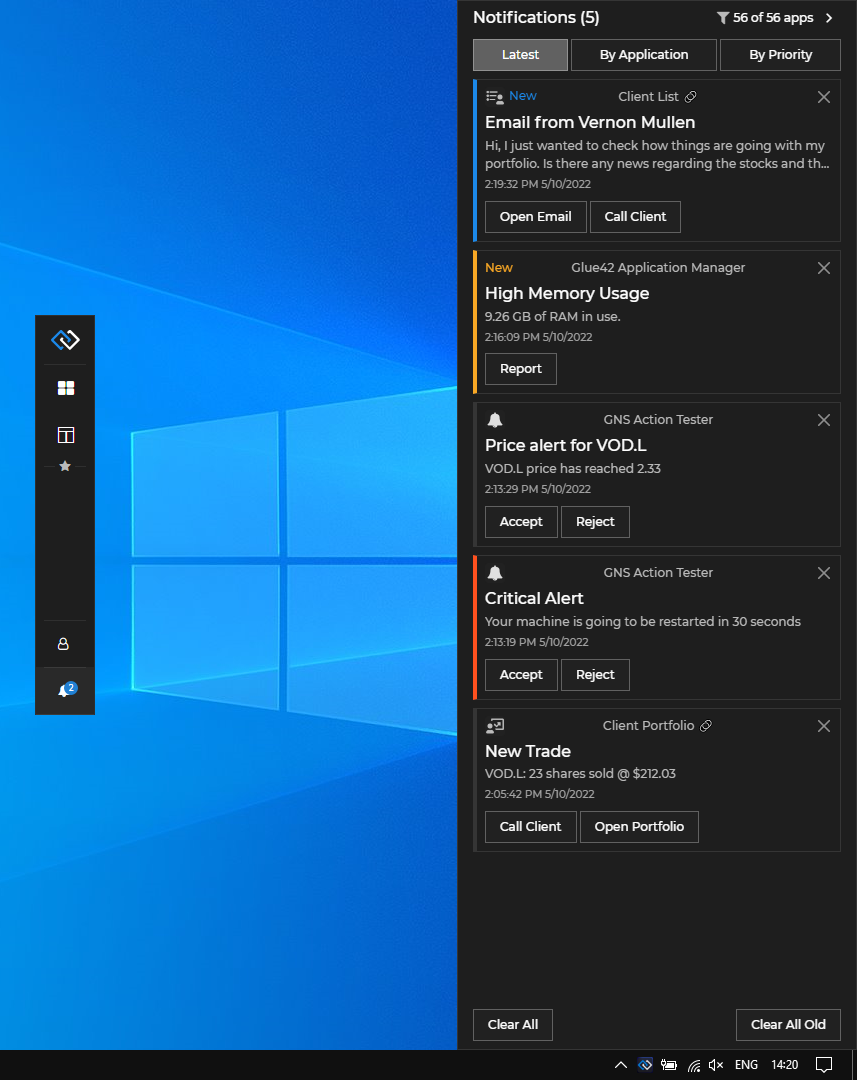 Notifications (5)
56 of 56 apps
Latest
By Application
By Priority
New
Client List
Email from Vernon Mullen
Hi, I just wanted to check how things are going with my
portfolio. Is there any news regarding the stocks and th...
2:19:32 PM 5/10/2022
Open Email
Call Client
New
Glue42 Application Manager
High Memory Usage
9.26 GB of RAM in use.
2:16:09 PM 5/10/2022
Report
GNS Action Tester
Price alert for VOD.L
VOD.L price has reached 2.33
2:13:29 PM 5/10/2022
Accept
Reject
GNS Action Tester
Critical Alert
Your machine is going to be restarted in 30 seconds
2:13:19 PM 5/10/2022
Accept
Reject
2
Client Portfolio
New Trade
VOD.L: 23 shares sold @ $212.03
2:05:42 PM 5/10/2022
Call Client
Open Portfolio
Clear All
Clear All Old
ENG
14:20